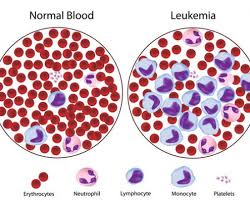 Normal Blood Leukemia
Erythrocytes Neutrophil Lymphocyte Monocyte Platelets